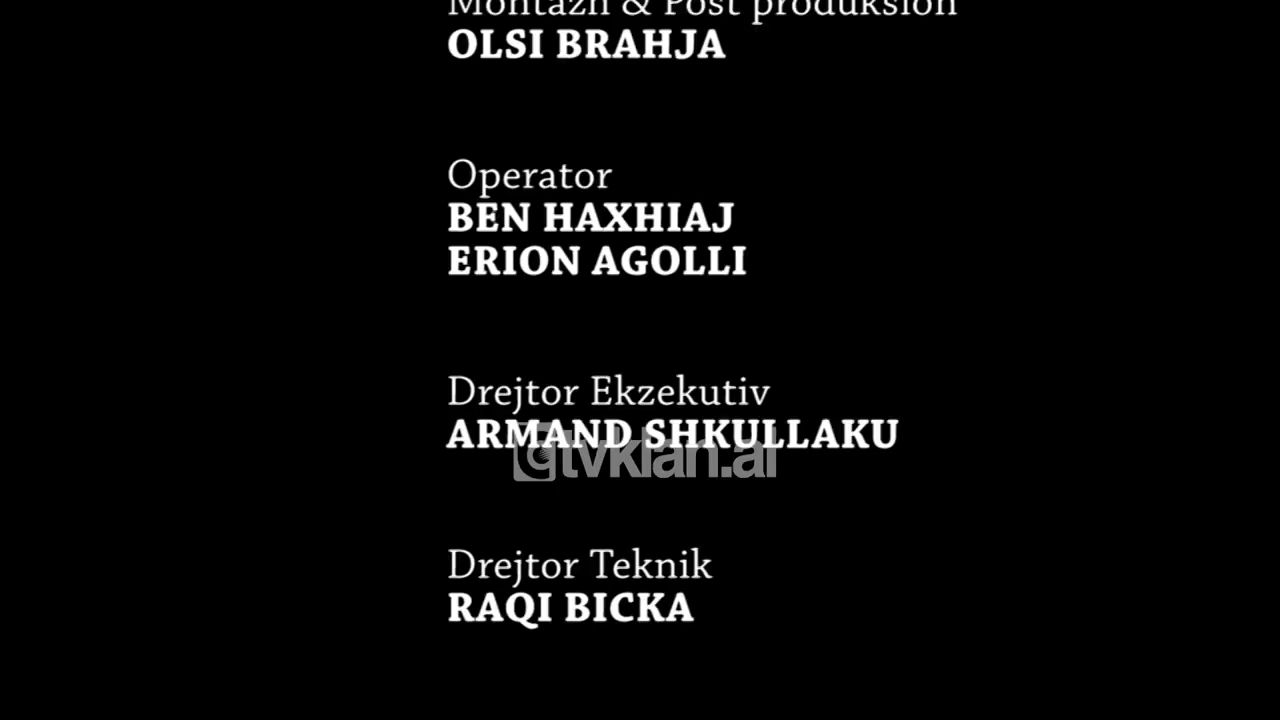 Montazh & Post produksion
OLSI BRAHJA
Operator
BEN HAXHIAJ
ERION AGOLLI
Drejtor Ekzekutiv
ARMAND SHKULLAKU
tvklan.al
Drejtor Teknik
RAQI BICKA